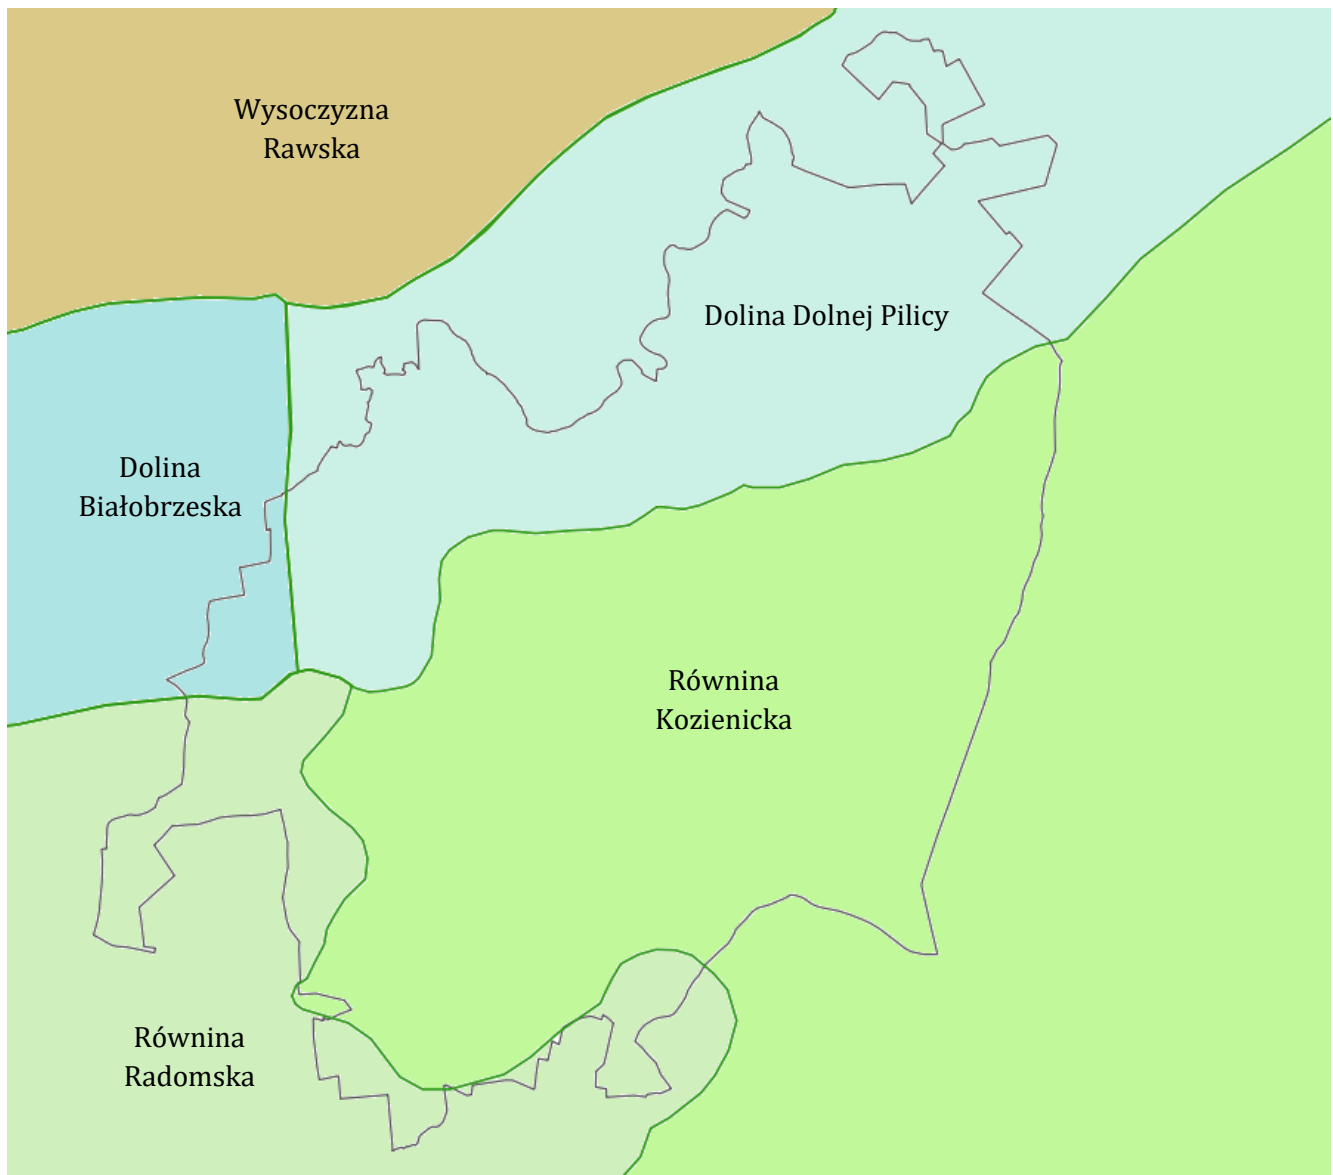 Wysoczyzna
Rawska
Dolina Dolnej Pilicy
Dolina
Białobrzeska
Równina
Kozienicka
Równina
Radomska